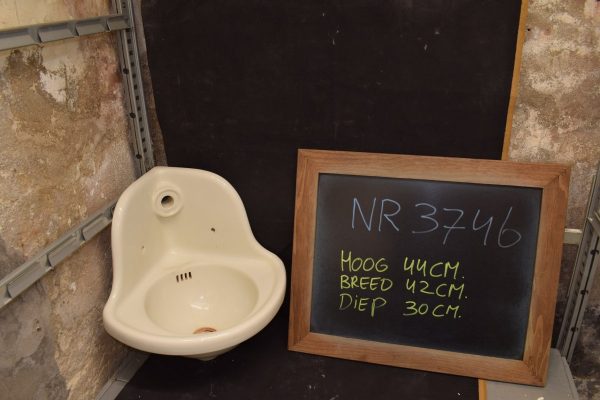 NR 3746
HOOG 44CM.
BREED 42CM.
DIEP 30CM.